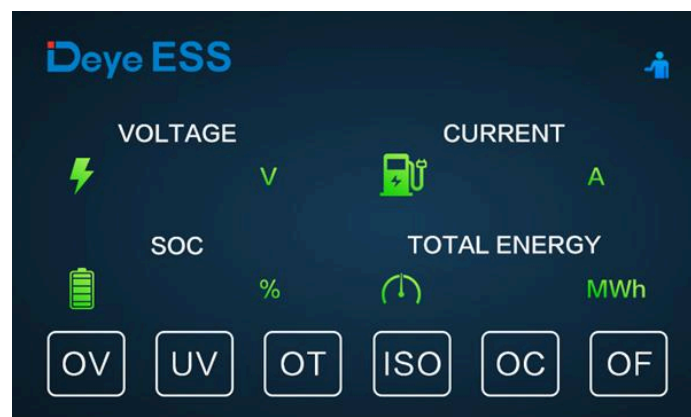 Deye ESS
VOLTAGE CURRENT
V A
SOC TOTAL ENERGY
% MWh
OV UV OT ISO OC OF